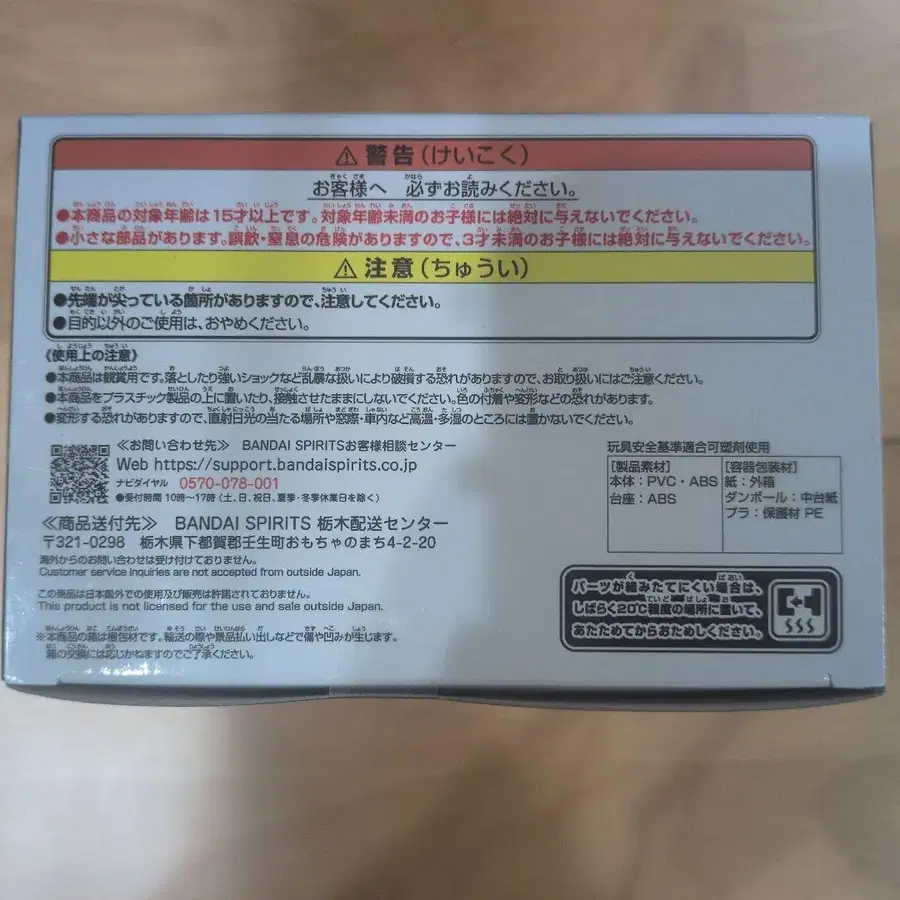 ⚠ 警告(けいこく)
お客様へ 必ずお読みください。
●本商品の対象年齢は15才以上です。対象年齢未満のお子様には絶対に与えないでください。
●小さな部品があります。誤飲・窒息の危険がありますので、3才未満のお子様には絶対に与えないでください。
⚠ 注意(ちゅうい)
●先端が尖っている箇所がありますので、注意してください。
●目的以外のご使用は、おやめください。
《使用上の注意》
●本商品は観賞用です。落としたり強いショックなど乱暴な扱いにより破損する恐れがありますので、お取り扱いにはご注意ください。
●本商品をプラスチック製品の上に置いたり、接触させたままにしないでください。色の付着や変形などの恐れがあります。
●変形する恐れがありますので、直射日光の当たる場所や窓際・車内など高温・多湿のところには置かないでください。
≪お問い合わせ先≫ BANDAI SPIRITSお客様相談センター
Web https://support.bandaispirits.co.jp
ナビダイヤル 0570-078-001
●受付時間 10時〜17時(土、日、祝日、夏季・冬季休業日を除く)
≪商品送付先≫ BANDAI SPIRITS 栃木配送センター
〒321-0298 栃木県下都賀郡壬生町おもちゃのまち4-2-20
海外からのお問い合わせは受け付けておりません。
Customer service inquiries are not accepted from outside Japan.
この商品は日本国外での使用及び販売は許諾されておりません。
This product is not licensed for the use and sale outside Japan.
※本商品の箱は梱包材です。輸送の際や景品払い出しなどで傷や凹みが生じます。
箱の交換には応じかねますのでご了承ください。
玩具安全基準適合可塑剤使用
[製品素材]
本体:PVC・ABS
台座:ABS
[容器包装材]
紙:外箱
ダンボール:中台紙
プラ:保護材 PE
パーツが組みたてにくい場合は、
しばらく20℃程度の場所に置いて、
あたためてからおためしください。